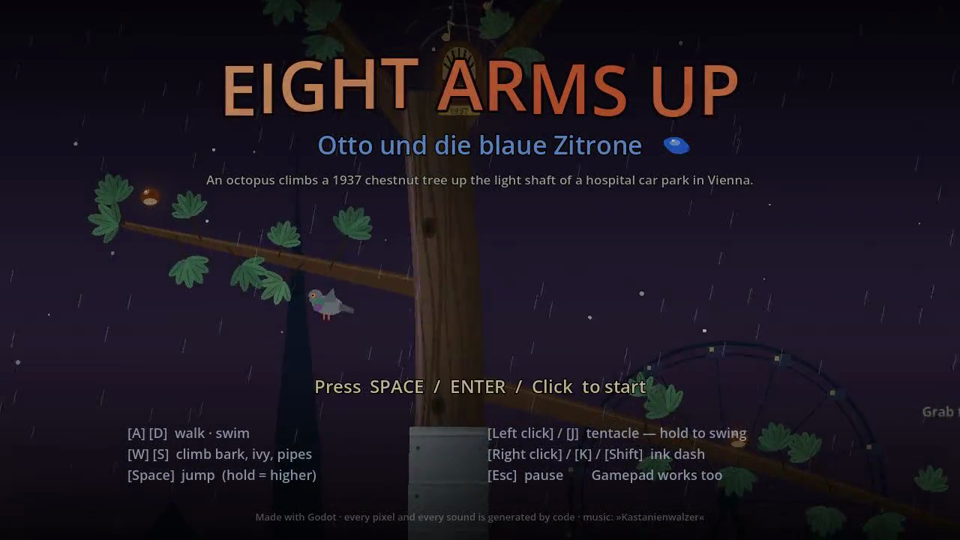 EIGHT ARMS UP
Otto und die blaue Zitrone
An octopus climbs a 1937 chestnut tree up the light shaft of a hospital car park in Vienna.
Press SPACE / ENTER / Click to start
Grab
[A] [D] walk · swim
[W] [S] climb bark, ivy, pipes
[Space] jump (hold = higher)
[Left click] / [J] tentacle — hold to swing
[Right click] / [K] / [Shift] ink dash
[Esc] pause Gamepad works too
Made with Godot · every pixel and every sound is generated by code · music: »Kastanienwalzer«